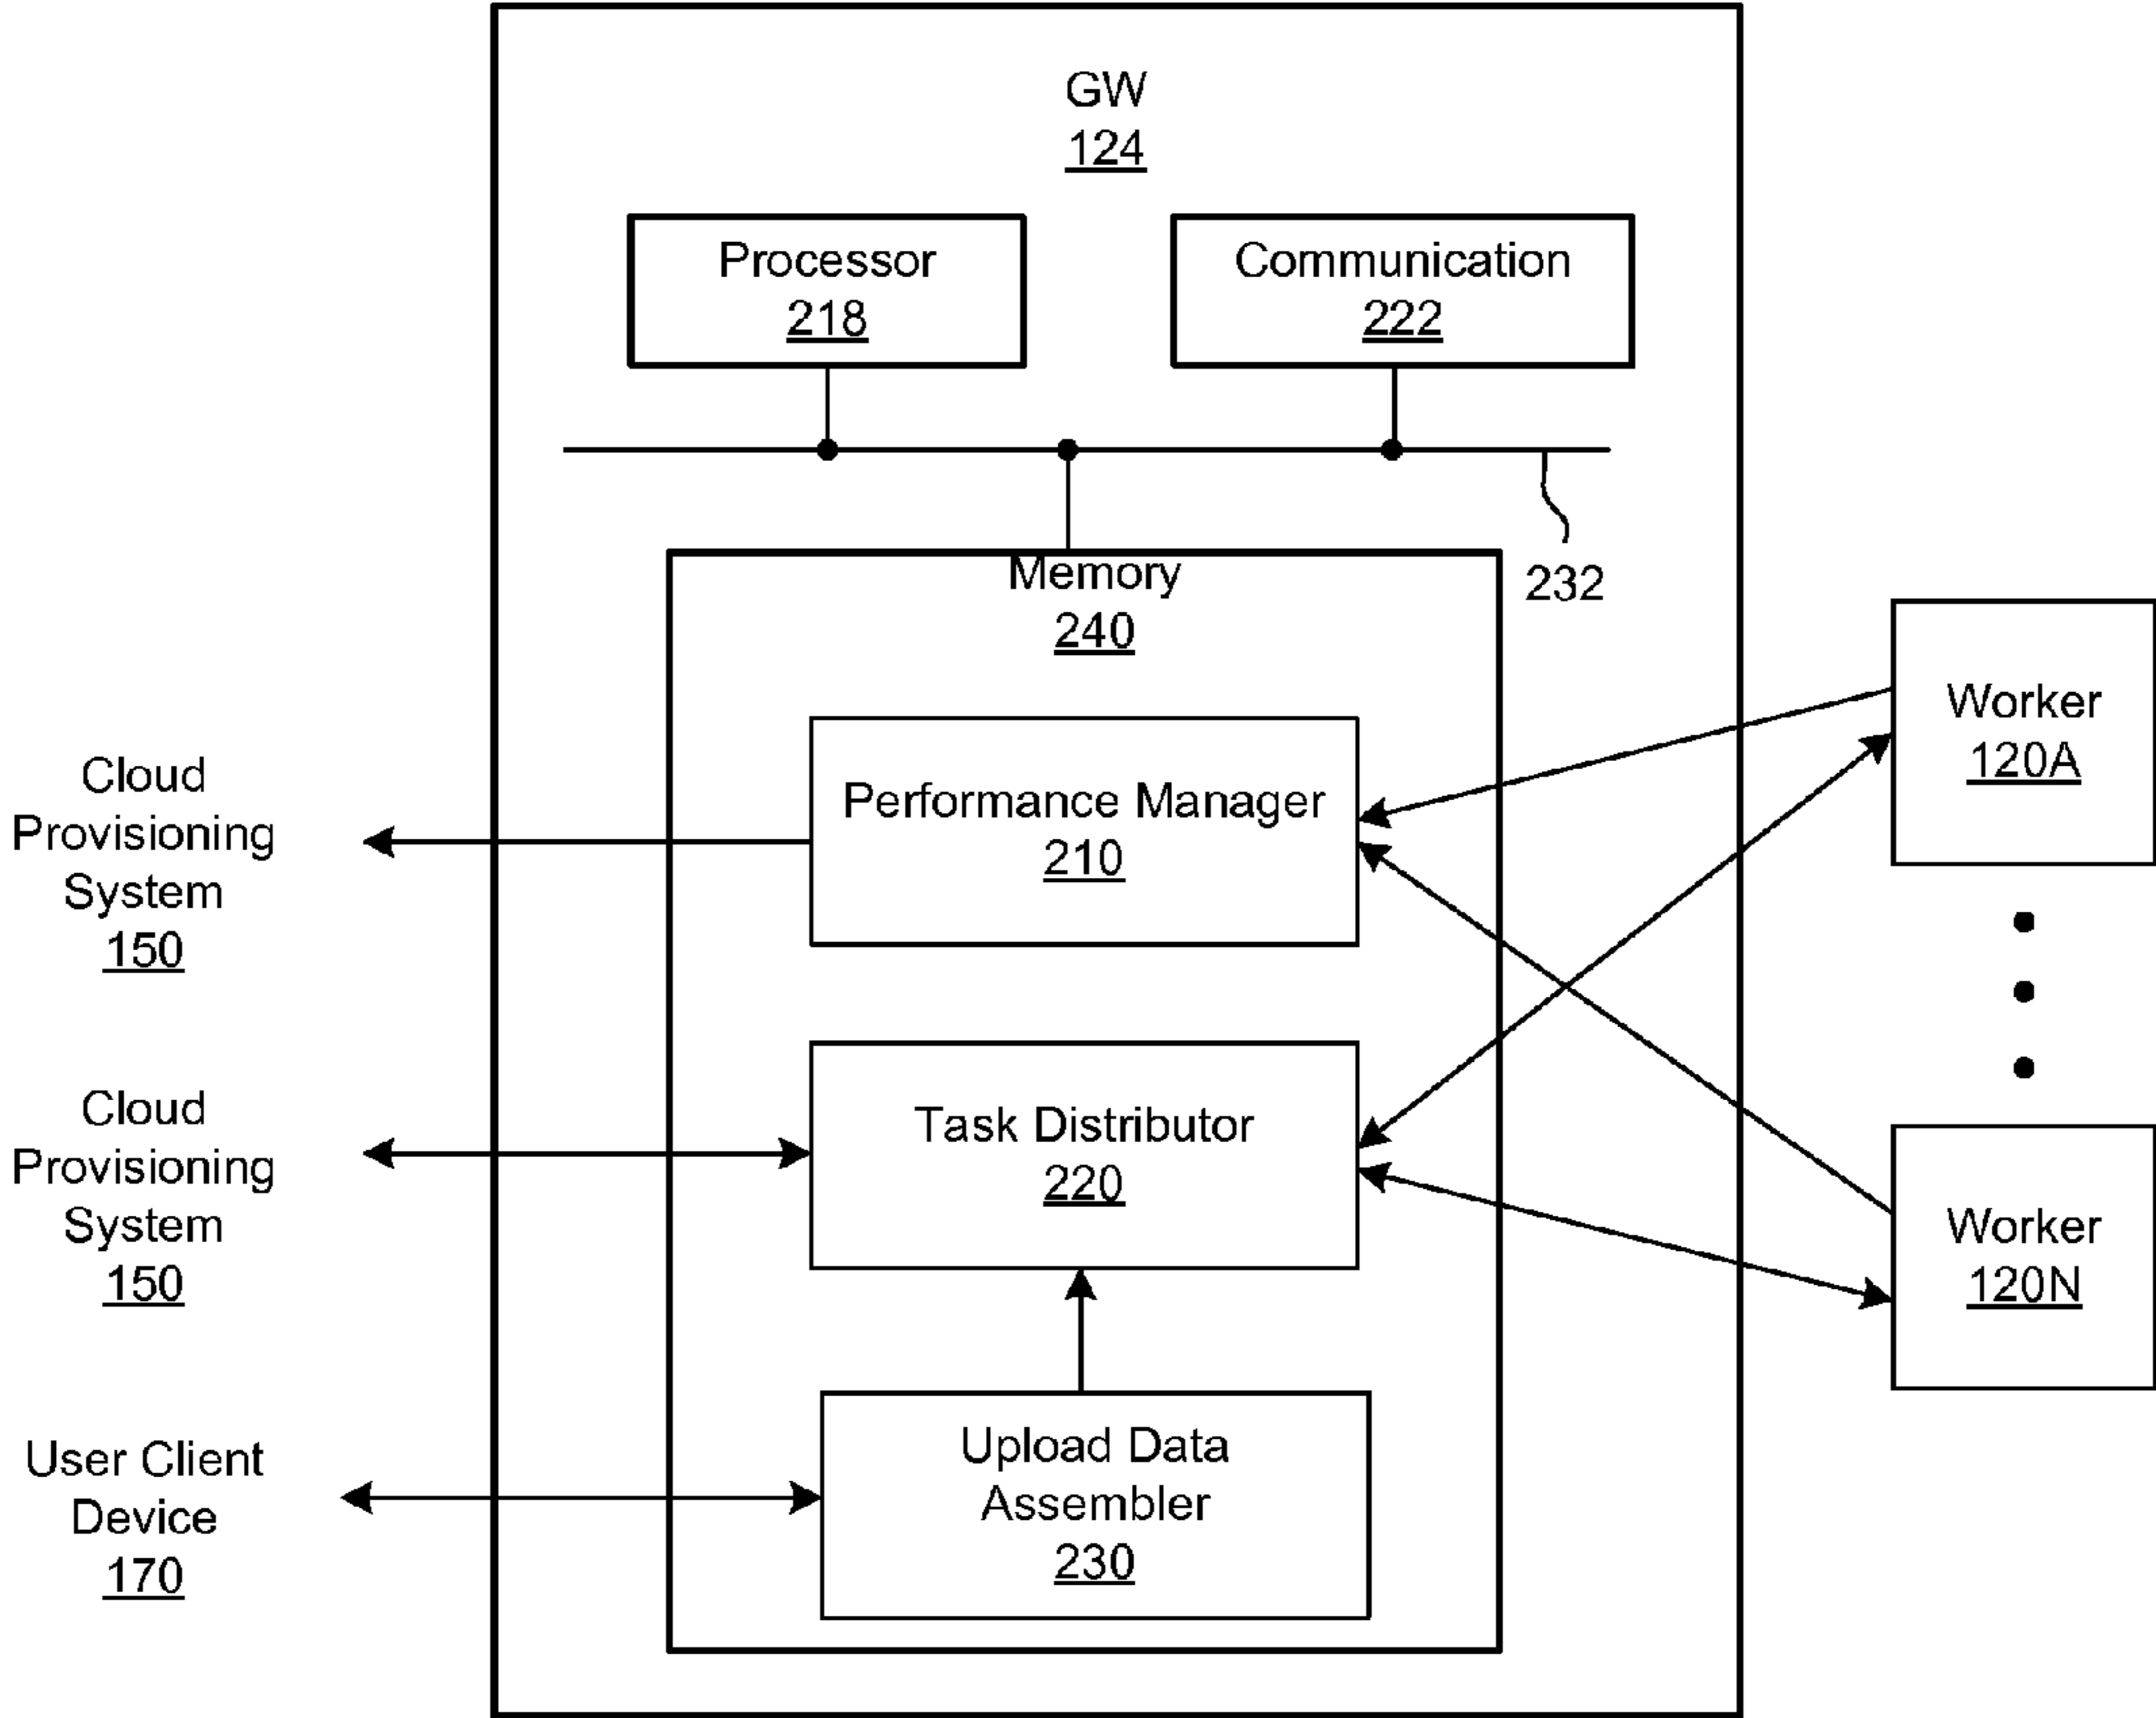 GW
124
Processor
218
Communication
222
232
Memory
240
Performance Manager
210
Task Distributor
220
Upload Data
Assembler
230
Cloud
Provisioning
System
150
Cloud
Provisioning
System
150
User Client
Device
170
Worker
120A
Worker
120N